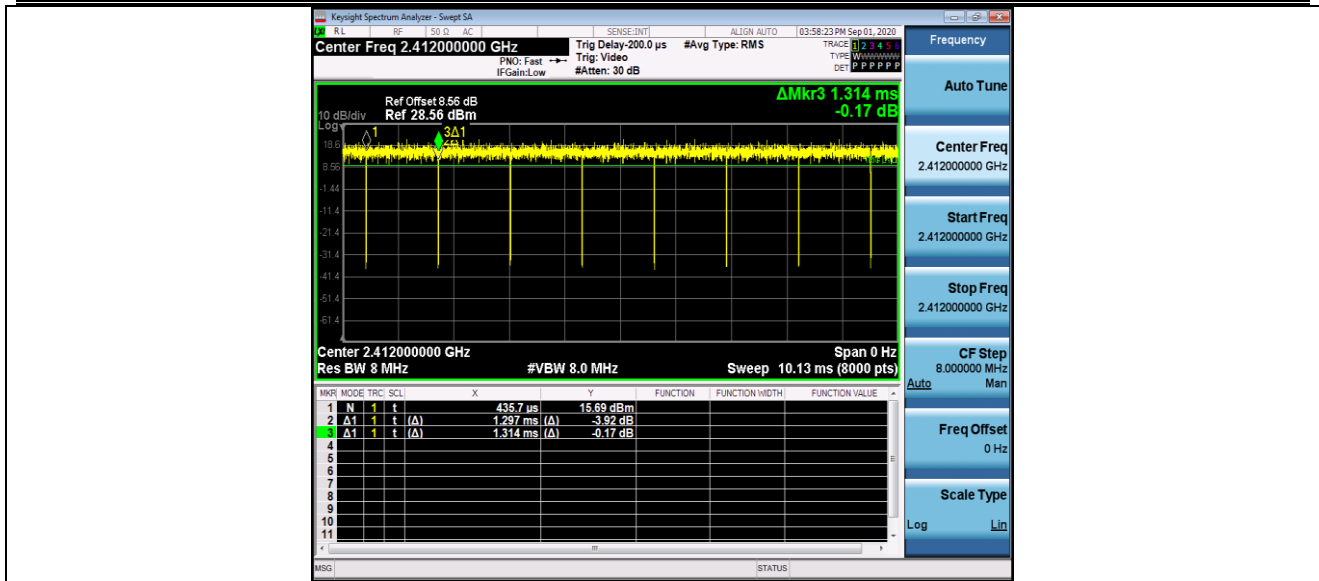 Keysight Spectrum Analyzer - Swept SA
RL RF 50 Ω AC SENSE:INT ALIGN AUTO 03:58:23 PM Sep 01, 2020
Center Freq 2.412000000 GHz
PNO: Fast
IFGain:Low
Trig Delay-200.0 µs
Trig: Video
#Atten: 30 dB
#Avg Type: RMS
TRACE 1 2 3 4 5 6
TYPE W
DET P P P P P P
Frequency
Auto Tune
Center Freq
2.412000000 GHz
Start Freq
2.412000000 GHz
Stop Freq
2.412000000 GHz
CF Step
8.000000 MHz
Auto Man
Freq Offset
0 Hz
Scale Type
Log Lin
ΔMkr3 1.314 ms
-0.17 dB
Ref Offset 8.56 dB
10 dB/div Ref 28.56 dBm
Log
1
3Δ1
18.6
8.56
-1.44
-11.4
-21.4
-31.4
-41.4
-51.4
-61.4
Center 2.412000000 GHz Span 0 Hz
Res BW 8 MHz #VBW 8.0 MHz Sweep 10.13 ms (8000 pts)
MKR MODE TRC SCL X Y FUNCTION FUNCTION WIDTH FUNCTION VALUE
1 N 1 t 435.7 µs 15.69 dBm
2 Δ1 1 t (Δ) 1.297 ms (Δ) -3.92 dB
3 Δ1 1 t (Δ) 1.314 ms (Δ) -0.17 dB
4
5
6
7
8
9
10
11
MSG STATUS